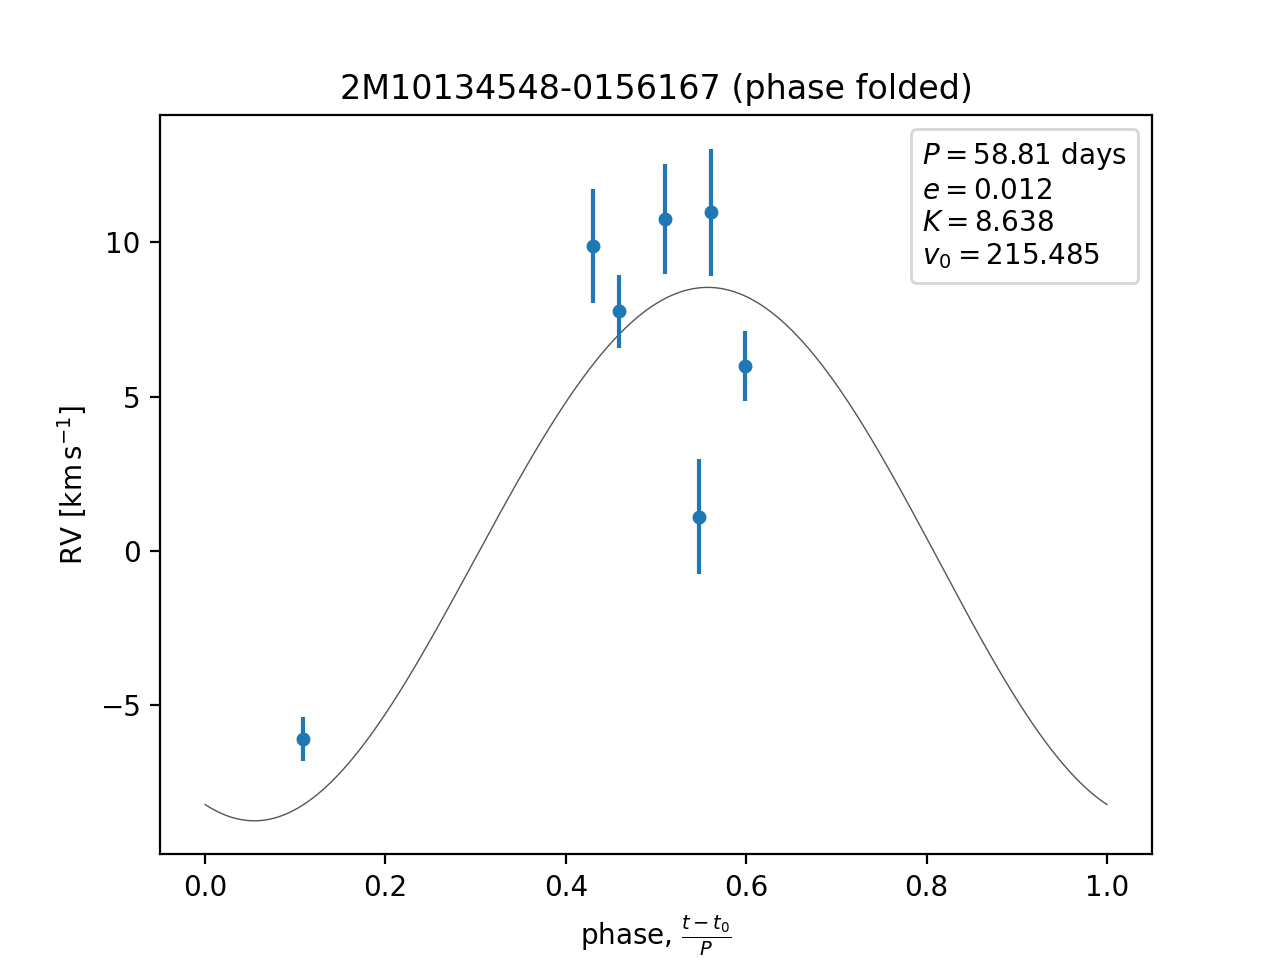 2M10134548-0156167 (phase folded)
P = 58.81 days
e = 0.012
K = 8.638
v₀ = 215.485
RV [km s⁻¹]
10
5
0
−5
0.0 0.2 0.4 0.6 0.8 1.0
phase, (t − t₀)/P